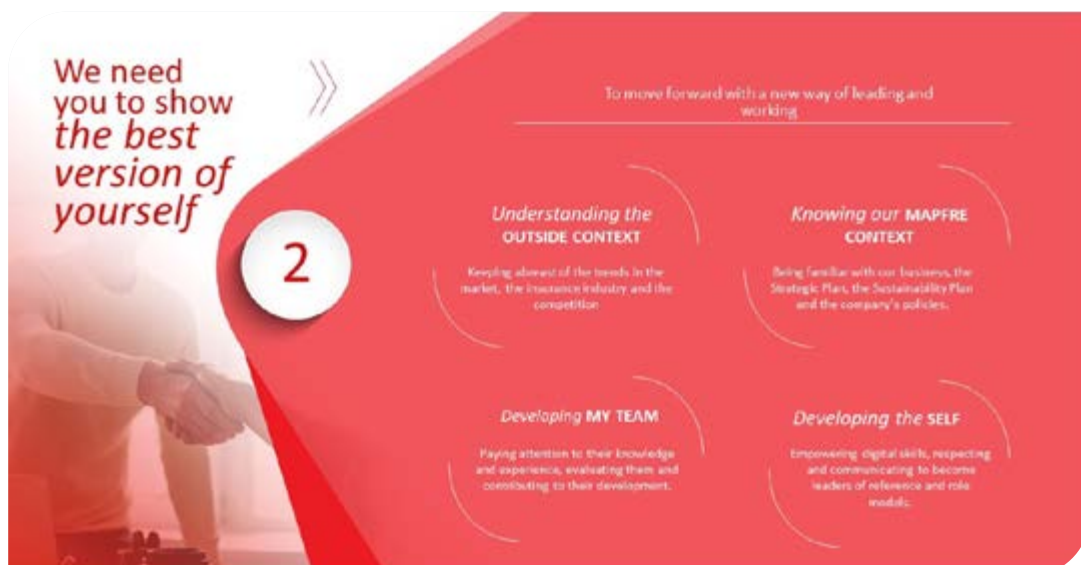 We need
you to show
the best
version of
yourself
2
To move forward with a new way of leading and
working
Understanding the
OUTSIDE CONTEXT
Keeping abreast of the trends in the
market, the insurance industry and the
competition
Knowing our MAPFRE
CONTEXT
Being familiar with our business, the
Strategic Plan, the Sustainability Plan
and the company's policies.
Developing MY TEAM
Paying attention to their knowledge
and experience, evaluating them and
contributing to their development.
Developing the SELF
Empowering digital skills, respecting
and communicating to become
leaders of reference and role
models.